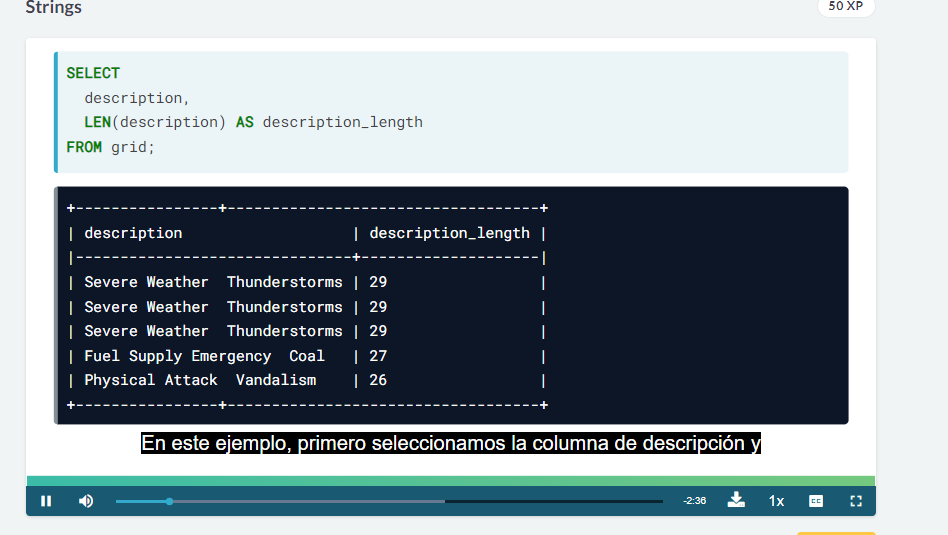 Strings
50 XP
SELECT
description,
LEN(description) AS description_length
FROM grid;
+----------------+-----------------------------------+
| description                   | description_length |
|-------------------------------+--------------------|
| Severe Weather  Thunderstorms | 29                 |
| Severe Weather  Thunderstorms | 29                 |
| Severe Weather  Thunderstorms | 29                 |
| Fuel Supply Emergency  Coal   | 27                 |
| Physical Attack  Vandalism    | 26                 |
+----------------+-----------------------------------+
En este ejemplo, primero seleccionamos la columna de descripción y
-2:36
1x
CC